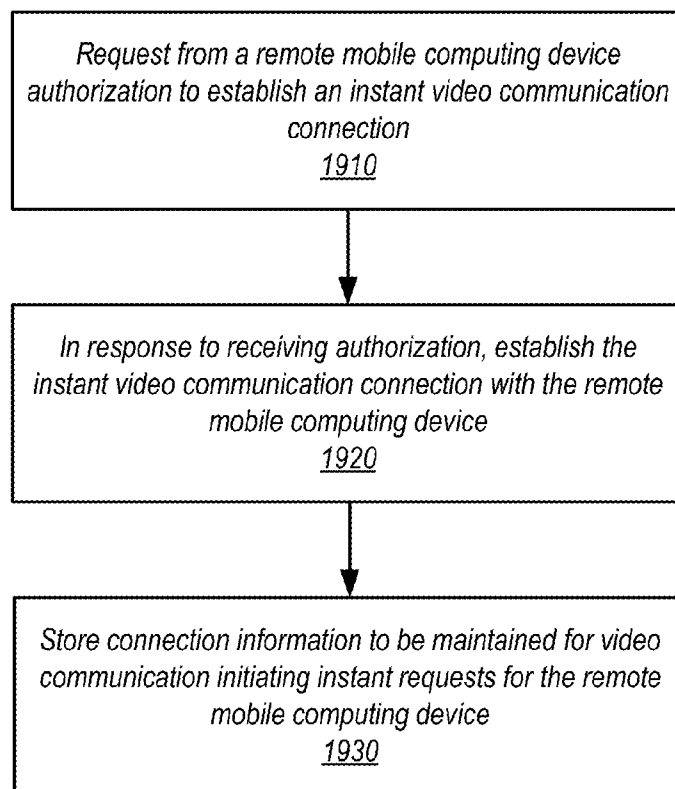 Request from a remote mobile computing device
authorization to establish an instant video communication
connection
1910
In response to receiving authorization, establish the
instant video communication connection with the remote
mobile computing device
1920
Store connection information to be maintained for video
communication initiating instant requests for the remote
mobile computing device
1930